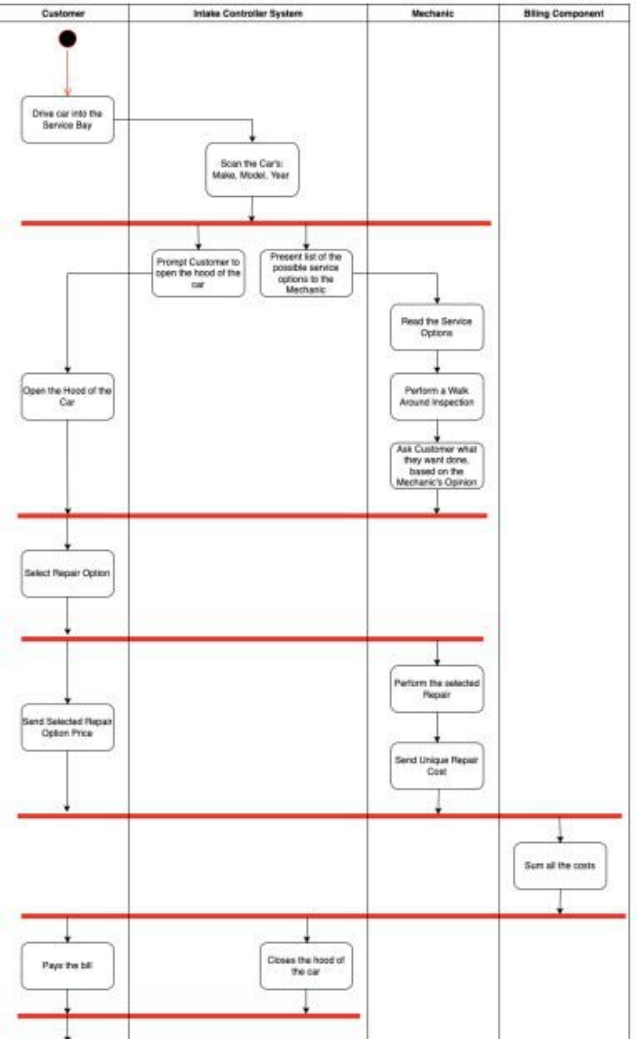 Customer
Intake Controller System
Mechanic
Billing Component
Drive car into the
Service Bay
Scan the Car's:
Make, Model, Year
Prompt Customer to
open the hood of the
car
Present list of the
possible service
options to the
Mechanic
Read the Service
Options
Open the Hood of the
Car
Perform a Walk
Around Inspection
Ask Customer what
they want done,
based on the
Mechanic's Opinion
Select Repair Option
Perform the selected
Repair
Send Selected Repair
Option Price
Send Unique Repair
Cost
Sum all the costs
Pays the bill
Closes the hood of
the car